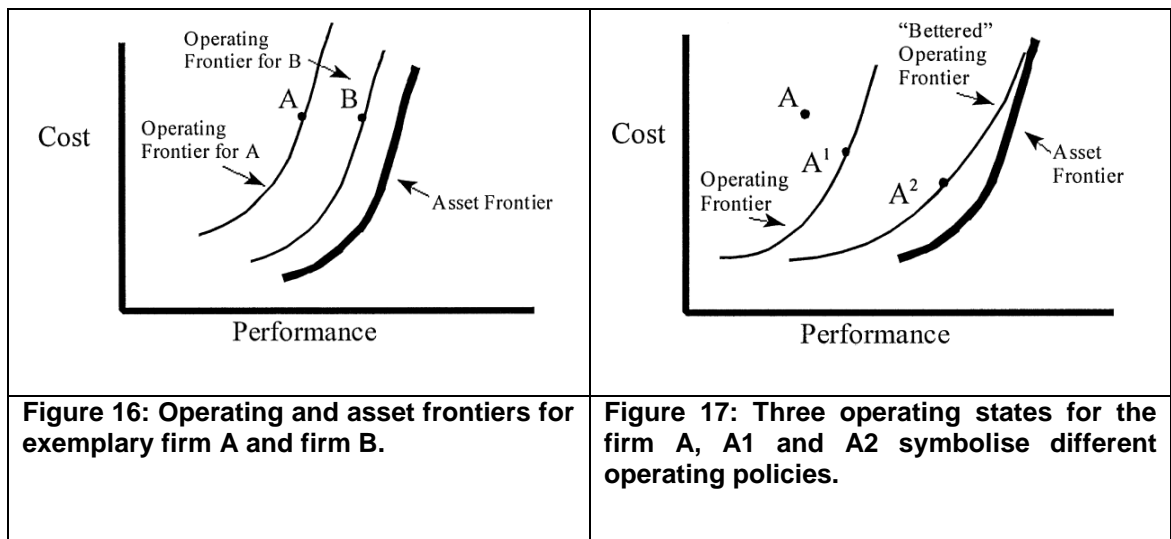 Operating
Frontier for B
A
B
Cost
Operating
Frontier for A
Asset Frontier
Performance
Figure 16: Operating and asset frontiers for
exemplary firm A and firm B.
“Bettered”
Operating
Frontier
A
Cost
A¹
Asset
Frontier
Operating
Frontier
A²
Performance
Figure 17: Three operating states for the
firm A, A1 and A2 symbolise different
operating policies.